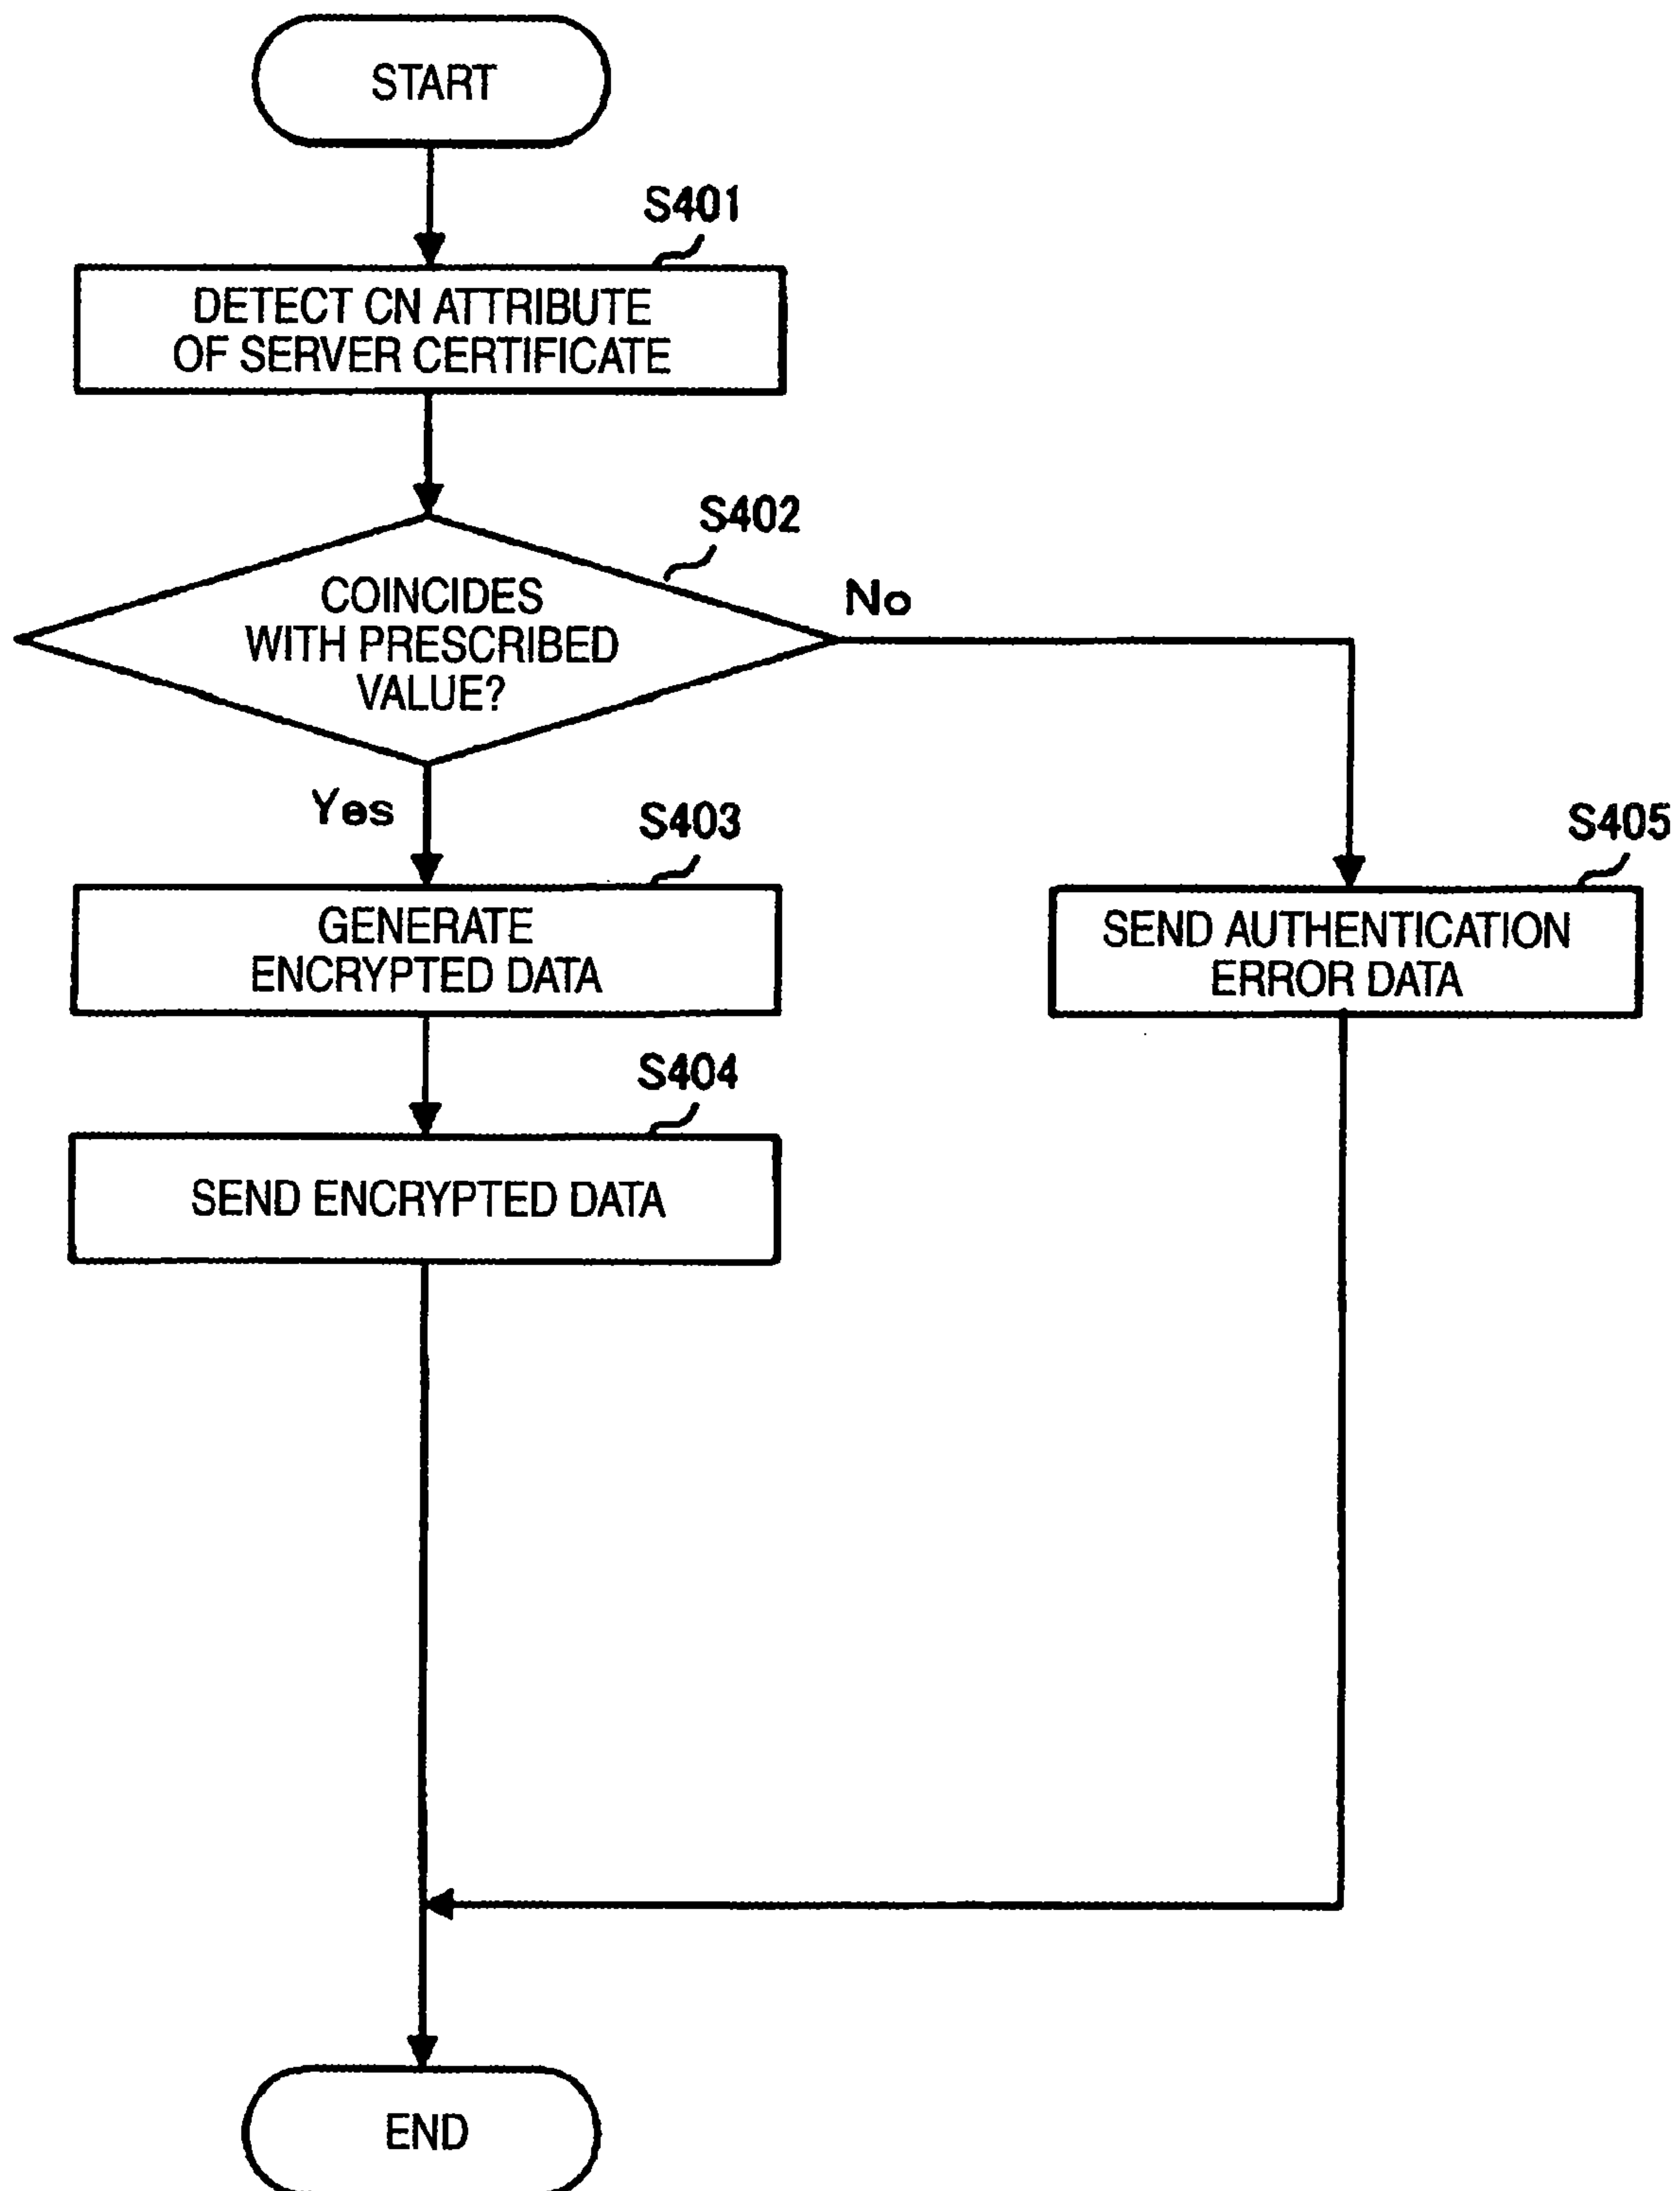 START
S401
DETECT CN ATTRIBUTE
OF SERVER CERTIFICATE
S402
COINCIDES
WITH PRESCRIBED
VALUE?
No
Yes
S403
GENERATE
ENCRYPTED DATA
S405
SEND AUTHENTICATION
ERROR DATA
S404
SEND ENCRYPTED DATA
END